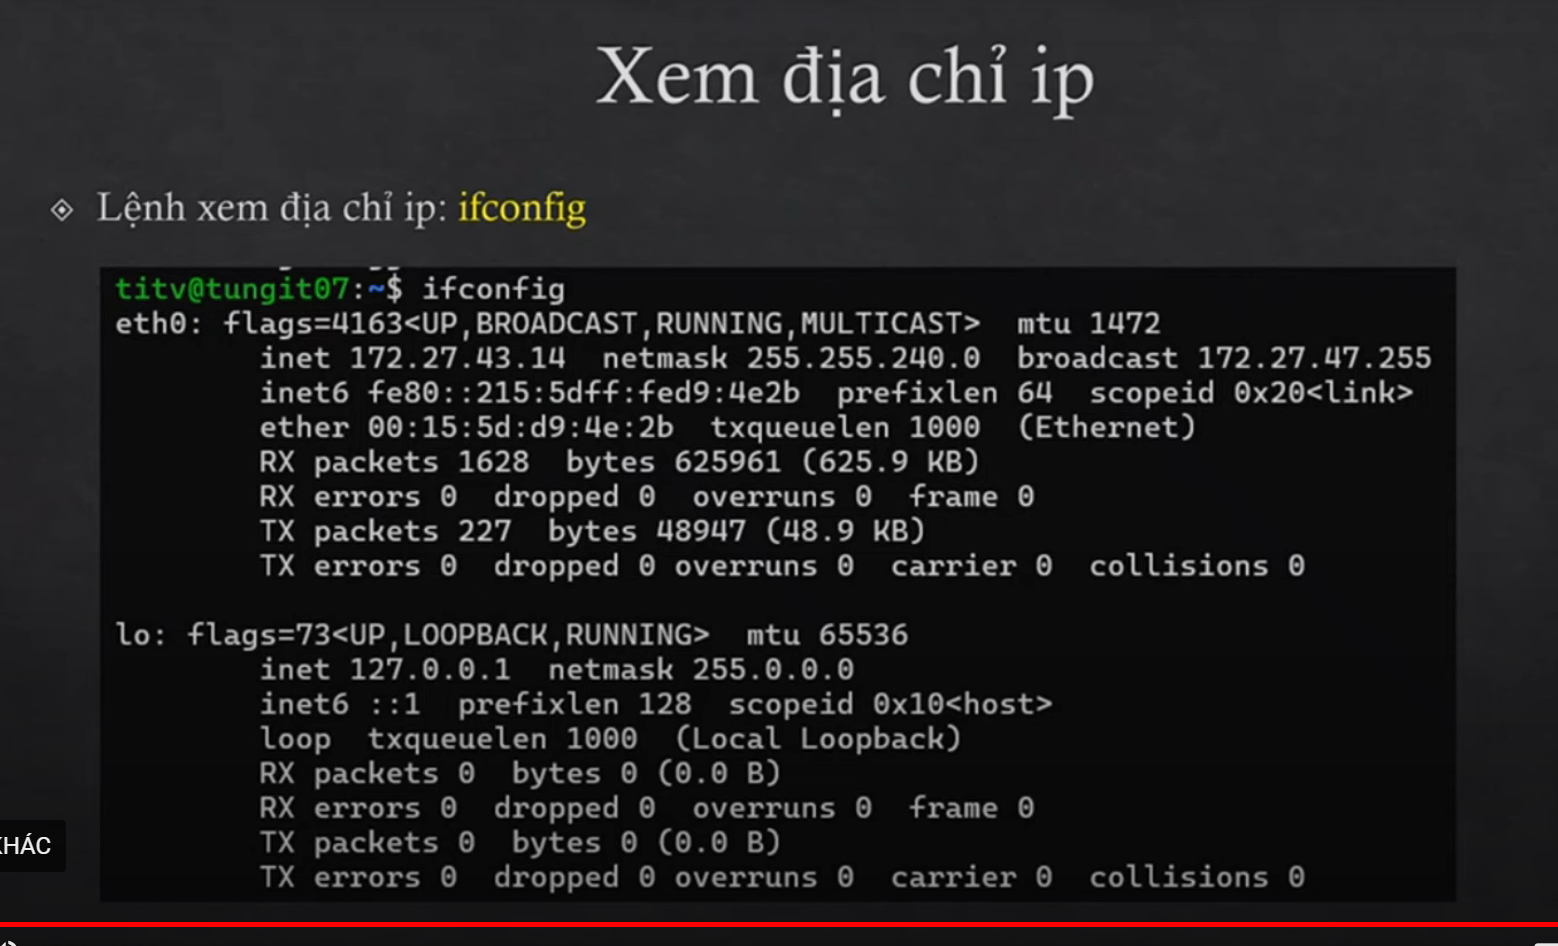 Xem địa chỉ ip
Lệnh xem địa chỉ ip: ifconfig
titv@tungit07:~$ ifconfig
eth0: flags=4163<UP,BROADCAST,RUNNING,MULTICAST>  mtu 1472
        inet 172.27.43.14  netmask 255.255.240.0  broadcast 172.27.47.255
        inet6 fe80::215:5dff:fed9:4e2b  prefixlen 64  scopeid 0x20<link>
        ether 00:15:5d:d9:4e:2b  txqueuelen 1000  (Ethernet)
        RX packets 1628  bytes 625961 (625.9 KB)
        RX errors 0  dropped 0  overruns 0  frame 0
        TX packets 227  bytes 48947 (48.9 KB)
        TX errors 0  dropped 0 overruns 0  carrier 0  collisions 0
lo: flags=73<UP,LOOPBACK,RUNNING>  mtu 65536
        inet 127.0.0.1  netmask 255.0.0.0
        inet6 ::1  prefixlen 128  scopeid 0x10<host>
        loop  txqueuelen 1000  (Local Loopback)
        RX packets 0  bytes 0 (0.0 B)
        RX errors 0  dropped 0  overruns 0  frame 0
        TX packets 0  bytes 0 (0.0 B)
        TX errors 0  dropped 0 overruns 0  carrier 0  collisions 0
KHÁC